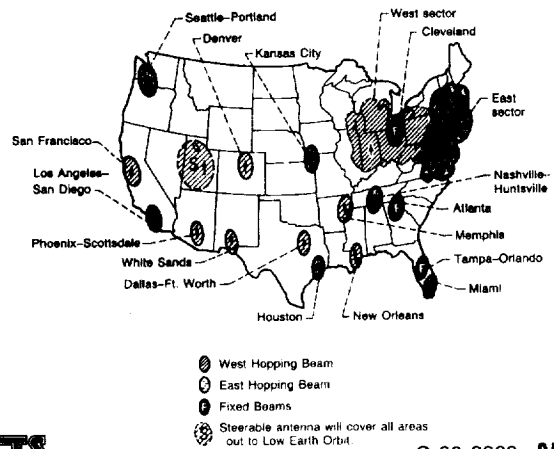 Seattle–Portland
Denver
Kansas City
West sector
Cleveland
East
sector
San Francisco
Los Angeles–
San Diego
Phoenix–Scottsdale
White Sands
Dallas–Ft. Worth
Houston
New Orleans
Nashville–
Huntsville
Atlanta
Memphis
Tampa–Orlando
Miami
West Hopping Beam
East Hopping Beam
Fixed Beams
Steerable antenna will cover all areas
out to Low Earth Orbit.